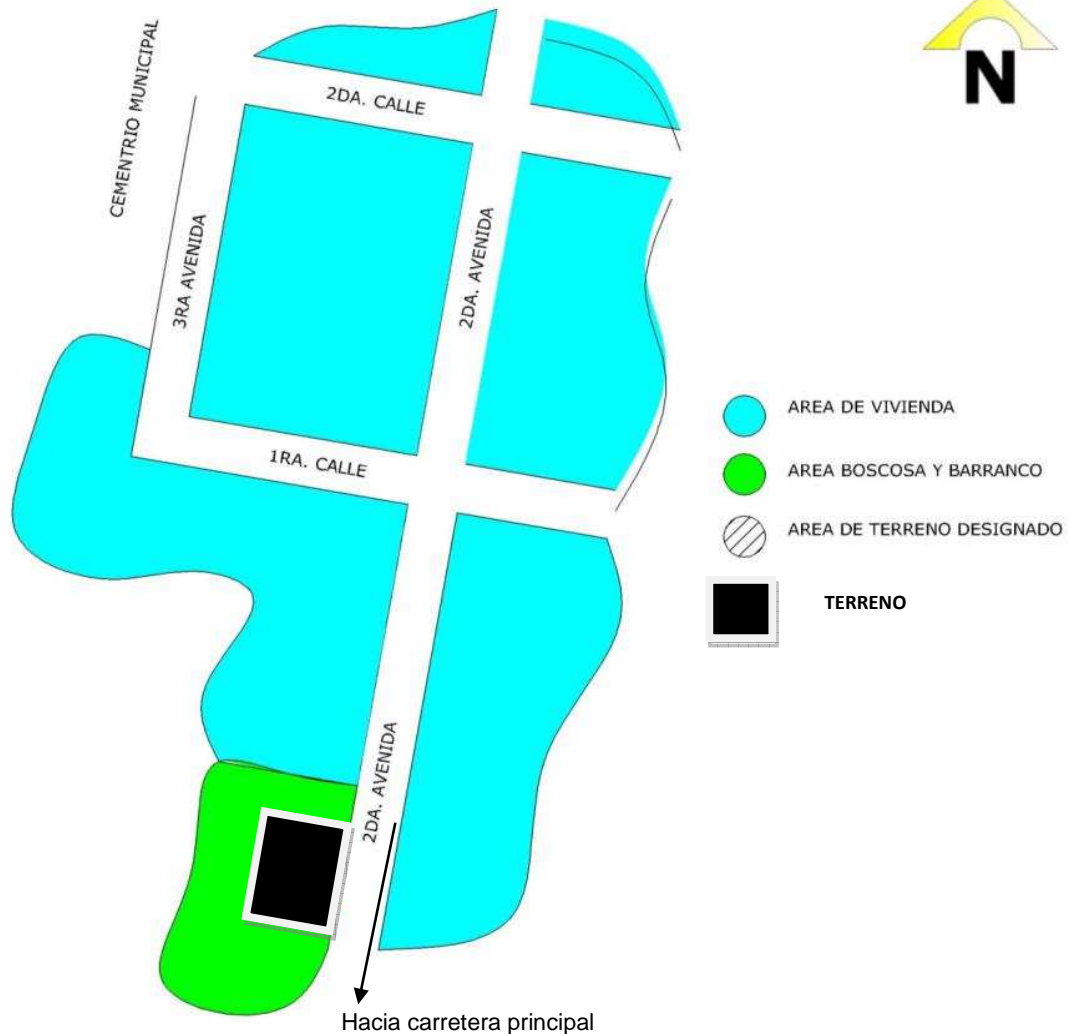 N
CEMENTRIO MUNICIPAL
2DA. CALLE
3RA AVENIDA
2DA. AVENIDA
1RA. CALLE
AREA DE VIVIENDA
AREA BOSCOSA Y BARRANCO
AREA DE TERRENO DESIGNADO
TERRENO
2DA. AVENIDA
Hacia carretera principal